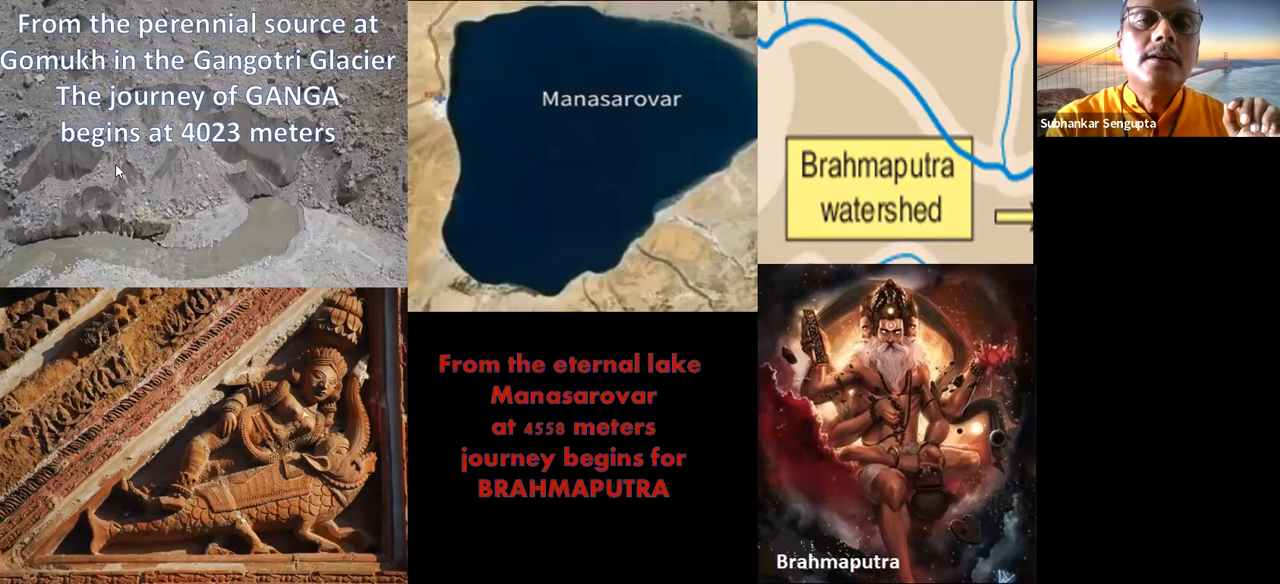 From the perennial source at
Gomukh in the Gangotri Glacier
The journey of GANGA
begins at 4023 meters
Manasarovar
Brahmaputra
watershed
Subhankar Sengupta
From the eternal lake
Manasarovar
at 4558 meters
journey begins for
BRAHMAPUTRA
Brahmaputra